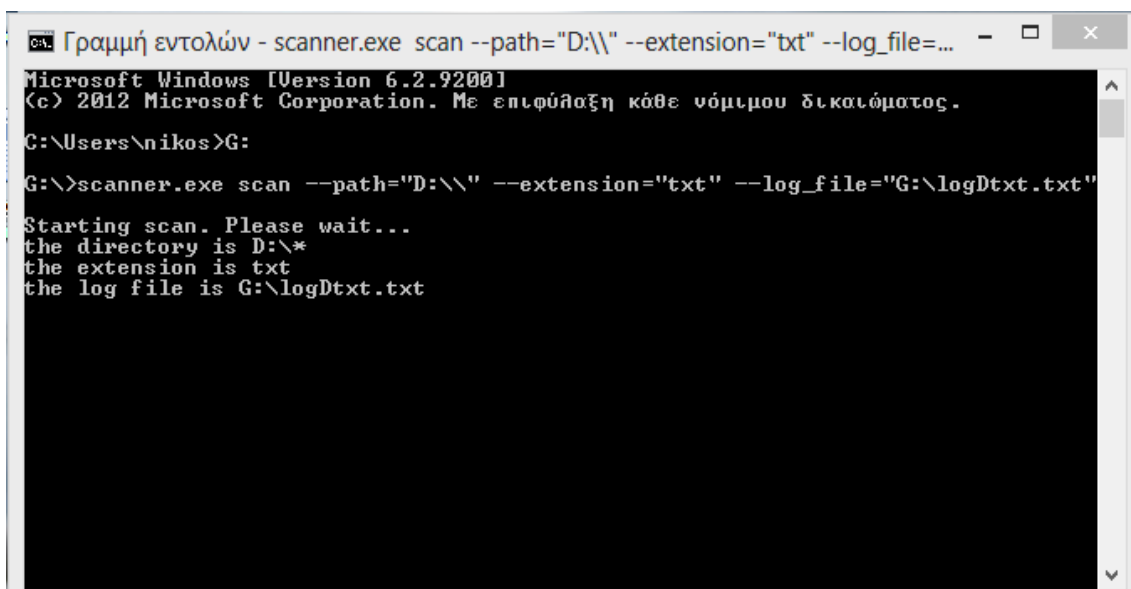 Γραμμή εντολών - scanner.exe scan --path="D:\\" --extension="txt" --log_file=...
Microsoft Windows [Version 6.2.9200]
(c) 2012 Microsoft Corporation. Με επιφύλαξη κάθε νόμιμου δικαιώματος.
C:\Users\nikos>G:
G:\>scanner.exe scan --path="D:\\" --extension="txt" --log_file="G:\logDtxt.txt"
Starting scan. Please wait...
the directory is D:\*
the extension is txt
the log file is G:\logDtxt.txt